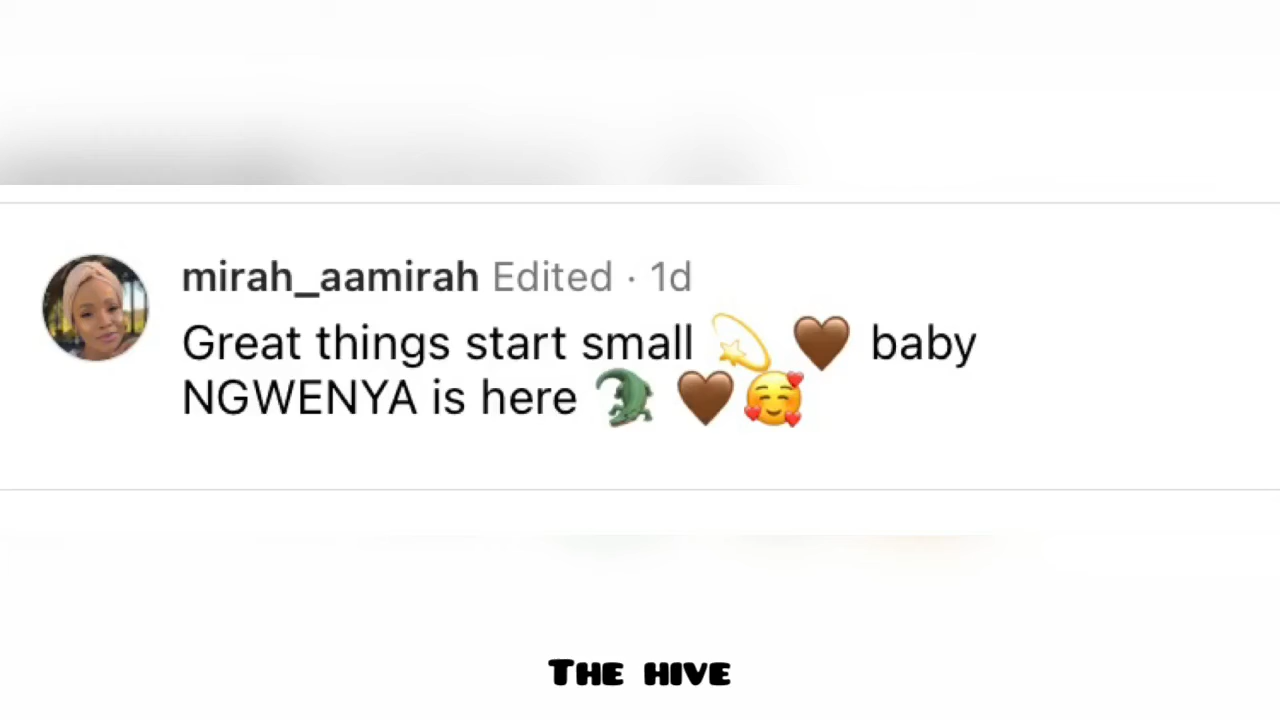 mirah_aamirah Edited · 1d
Great things start small 💫 🤎 baby
NGWENYA is here 🐊 🤎🥰
THE HIVE